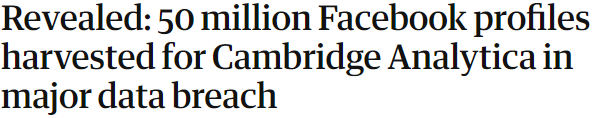 Revealed: 50 million Facebook profiles
harvested for Cambridge Analytica in
major data breach